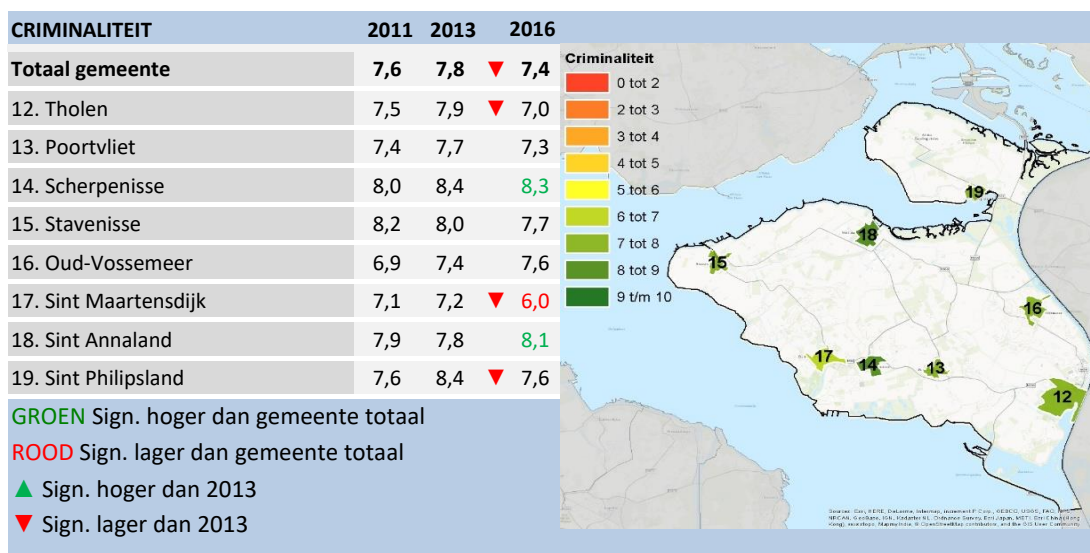 CRIMINALITEIT 2011 2013 2016
Totaal gemeente 7,6 7,8 ▼ 7,4
12. Tholen 7,5 7,9 ▼ 7,0
13. Poortvliet 7,4 7,7 7,3
14. Scherpenisse 8,0 8,4 8,3
15. Stavenisse 8,2 8,0 7,7
16. Oud-Vossemeer 6,9 7,4 7,6
17. Sint Maartensdijk 7,1 7,2 ▼ 6,0
18. Sint Annaland 7,9 7,8 8,1
19. Sint Philipsland 7,6 8,4 ▼ 7,6
GROEN Sign. hoger dan gemeente totaal
ROOD Sign. lager dan gemeente totaal
▲ Sign. hoger dan 2013
▼ Sign. lager dan 2013
Criminaliteit
0 tot 2
2 tot 3
3 tot 4
4 tot 5
5 tot 6
6 tot 7
7 tot 8
8 tot 9
9 t/m 10
19
18
15
16
17
14
13
12